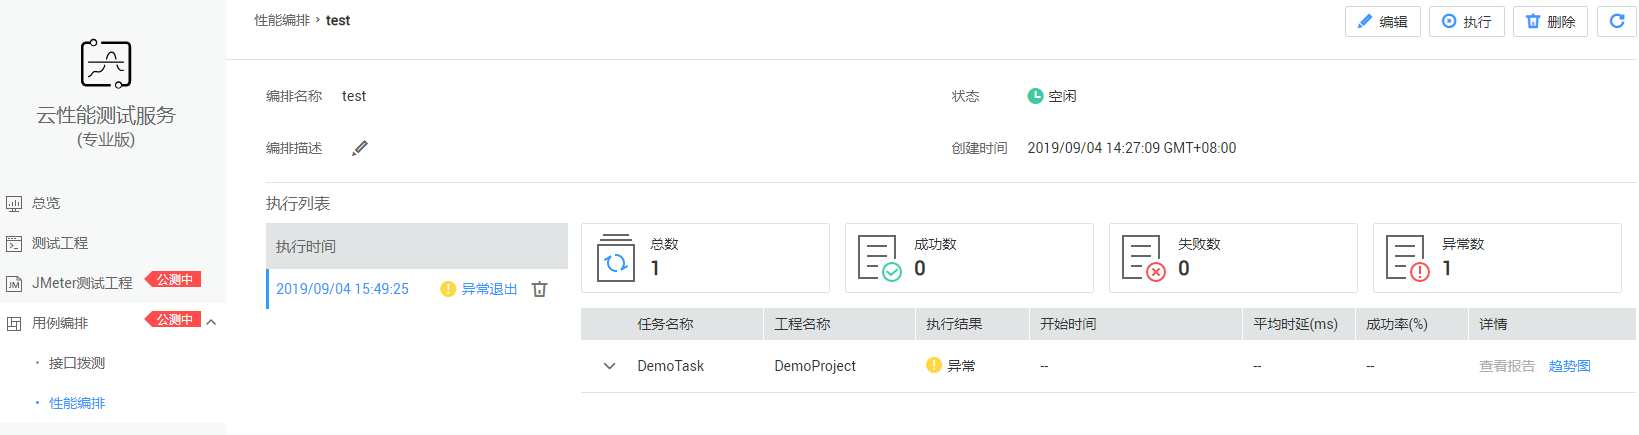 云性能测试服务
(专业版)
总览
测试工程
JMeter测试工程 公测中
用例编排 公测中
接口拨测
性能编排
性能编排 › test
编辑 执行 删除
编排名称 test 状态 空闲
编排描述 创建时间 2019/09/04 14:27:09 GMT+08:00
执行列表
执行时间
2019/09/04 15:49:25 异常退出
总数 成功数 失败数 异常数
1 0 0 1
任务名称 工程名称 执行结果 开始时间 平均时延(ms) 成功率(%) 详情
DemoTask DemoProject 异常 -- -- -- 查看报告 趋势图